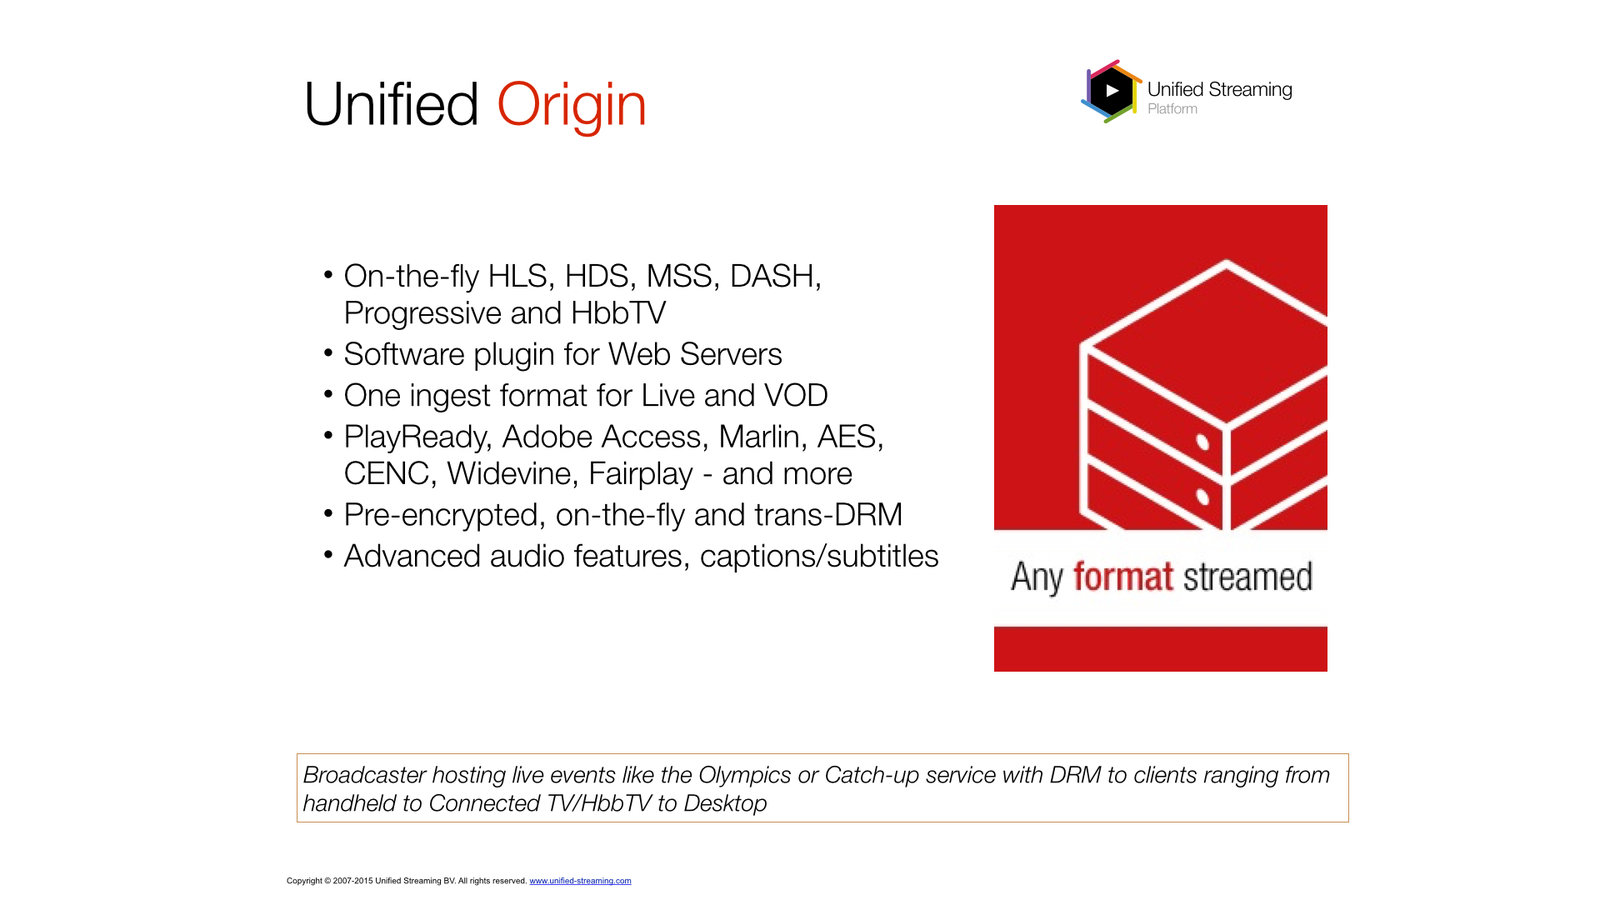 Unified Origin
Unified Streaming
Platform
• On-the-fly HLS, HDS, MSS, DASH,
Progressive and HbbTV
• Software plugin for Web Servers
• One ingest format for Live and VOD
• PlayReady, Adobe Access, Marlin, AES,
CENC, Widevine, Fairplay - and more
• Pre-encrypted, on-the-fly and trans-DRM
• Advanced audio features, captions/subtitles
Any format streamed
Broadcaster hosting live events like the Olympics or Catch-up service with DRM to clients ranging from
handheld to Connected TV/HbbTV to Desktop
Copyright © 2007-2015 Unified Streaming BV. All rights reserved. www.unified-streaming.com